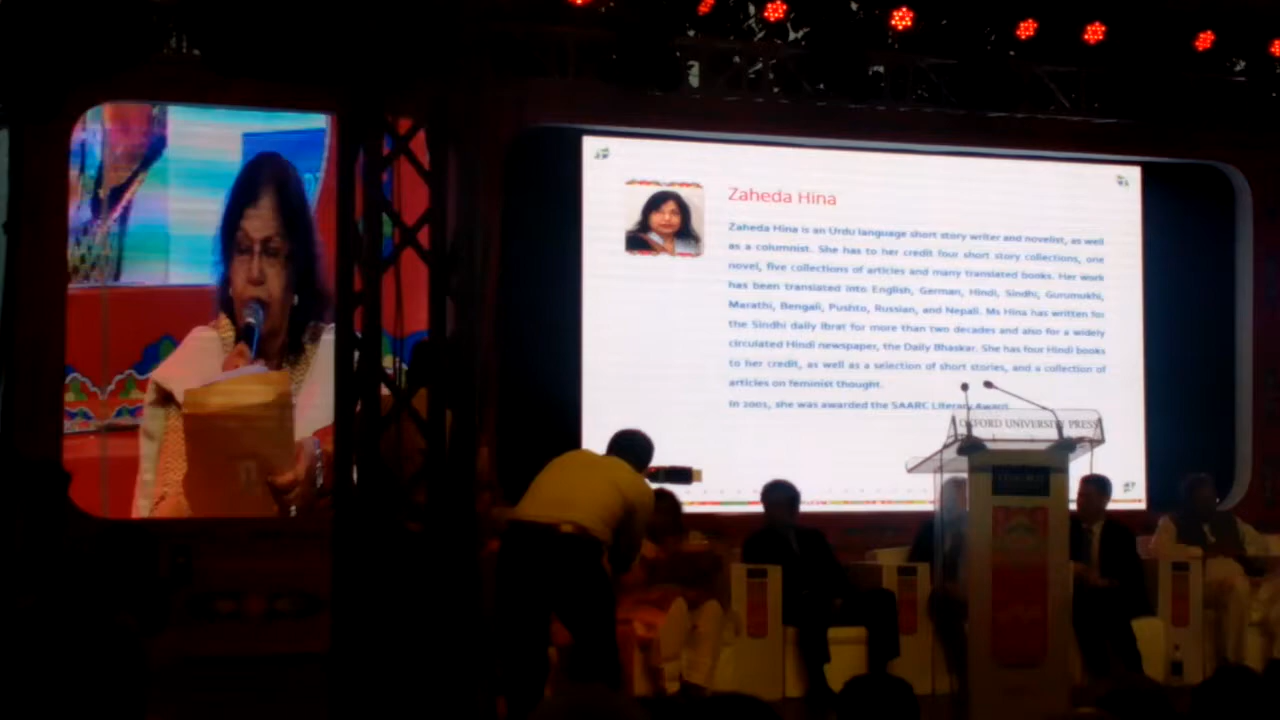 Zaheda Hina
Zaheda Hina is an Urdu language short story writer and novelist, as well
as a columnist. She has to her credit four short story collections, one
novel, five collections of articles and many translated books. Her work
has been translated into English, German, Hindi, Sindhi, Gurumukhi,
Marathi, Bengali, Pushto, Russian, and Nepali. Ms Hina has written for
the Sindhi daily Ibrat for more than two decades and also for a widely
circulated Hindi newspaper, the Daily Bhaskar. She has four Hindi books
to her credit, as well as a selection of short stories, and a collection of
articles on feminist thought.
In 2001, she was awarded the SAARC Literary Award.
OXFORD UNIVERSITY PRESS